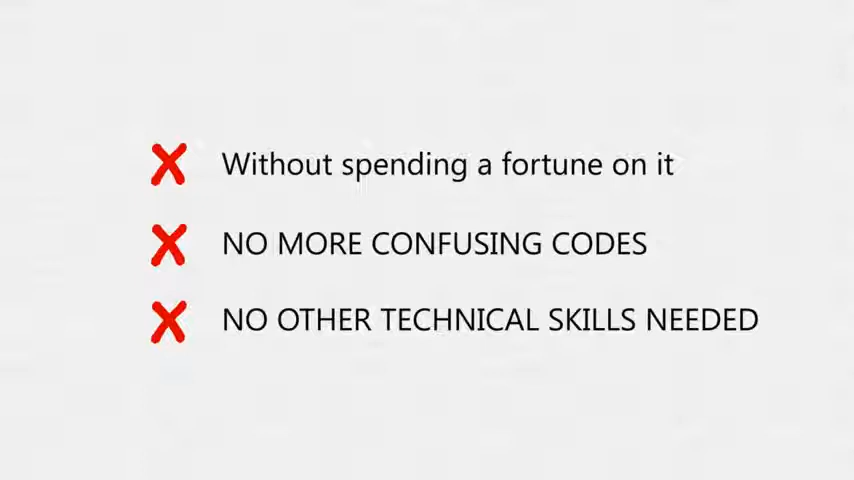 Without spending a fortune on it
NO MORE CONFUSING CODES
NO OTHER TECHNICAL SKILLS NEEDED